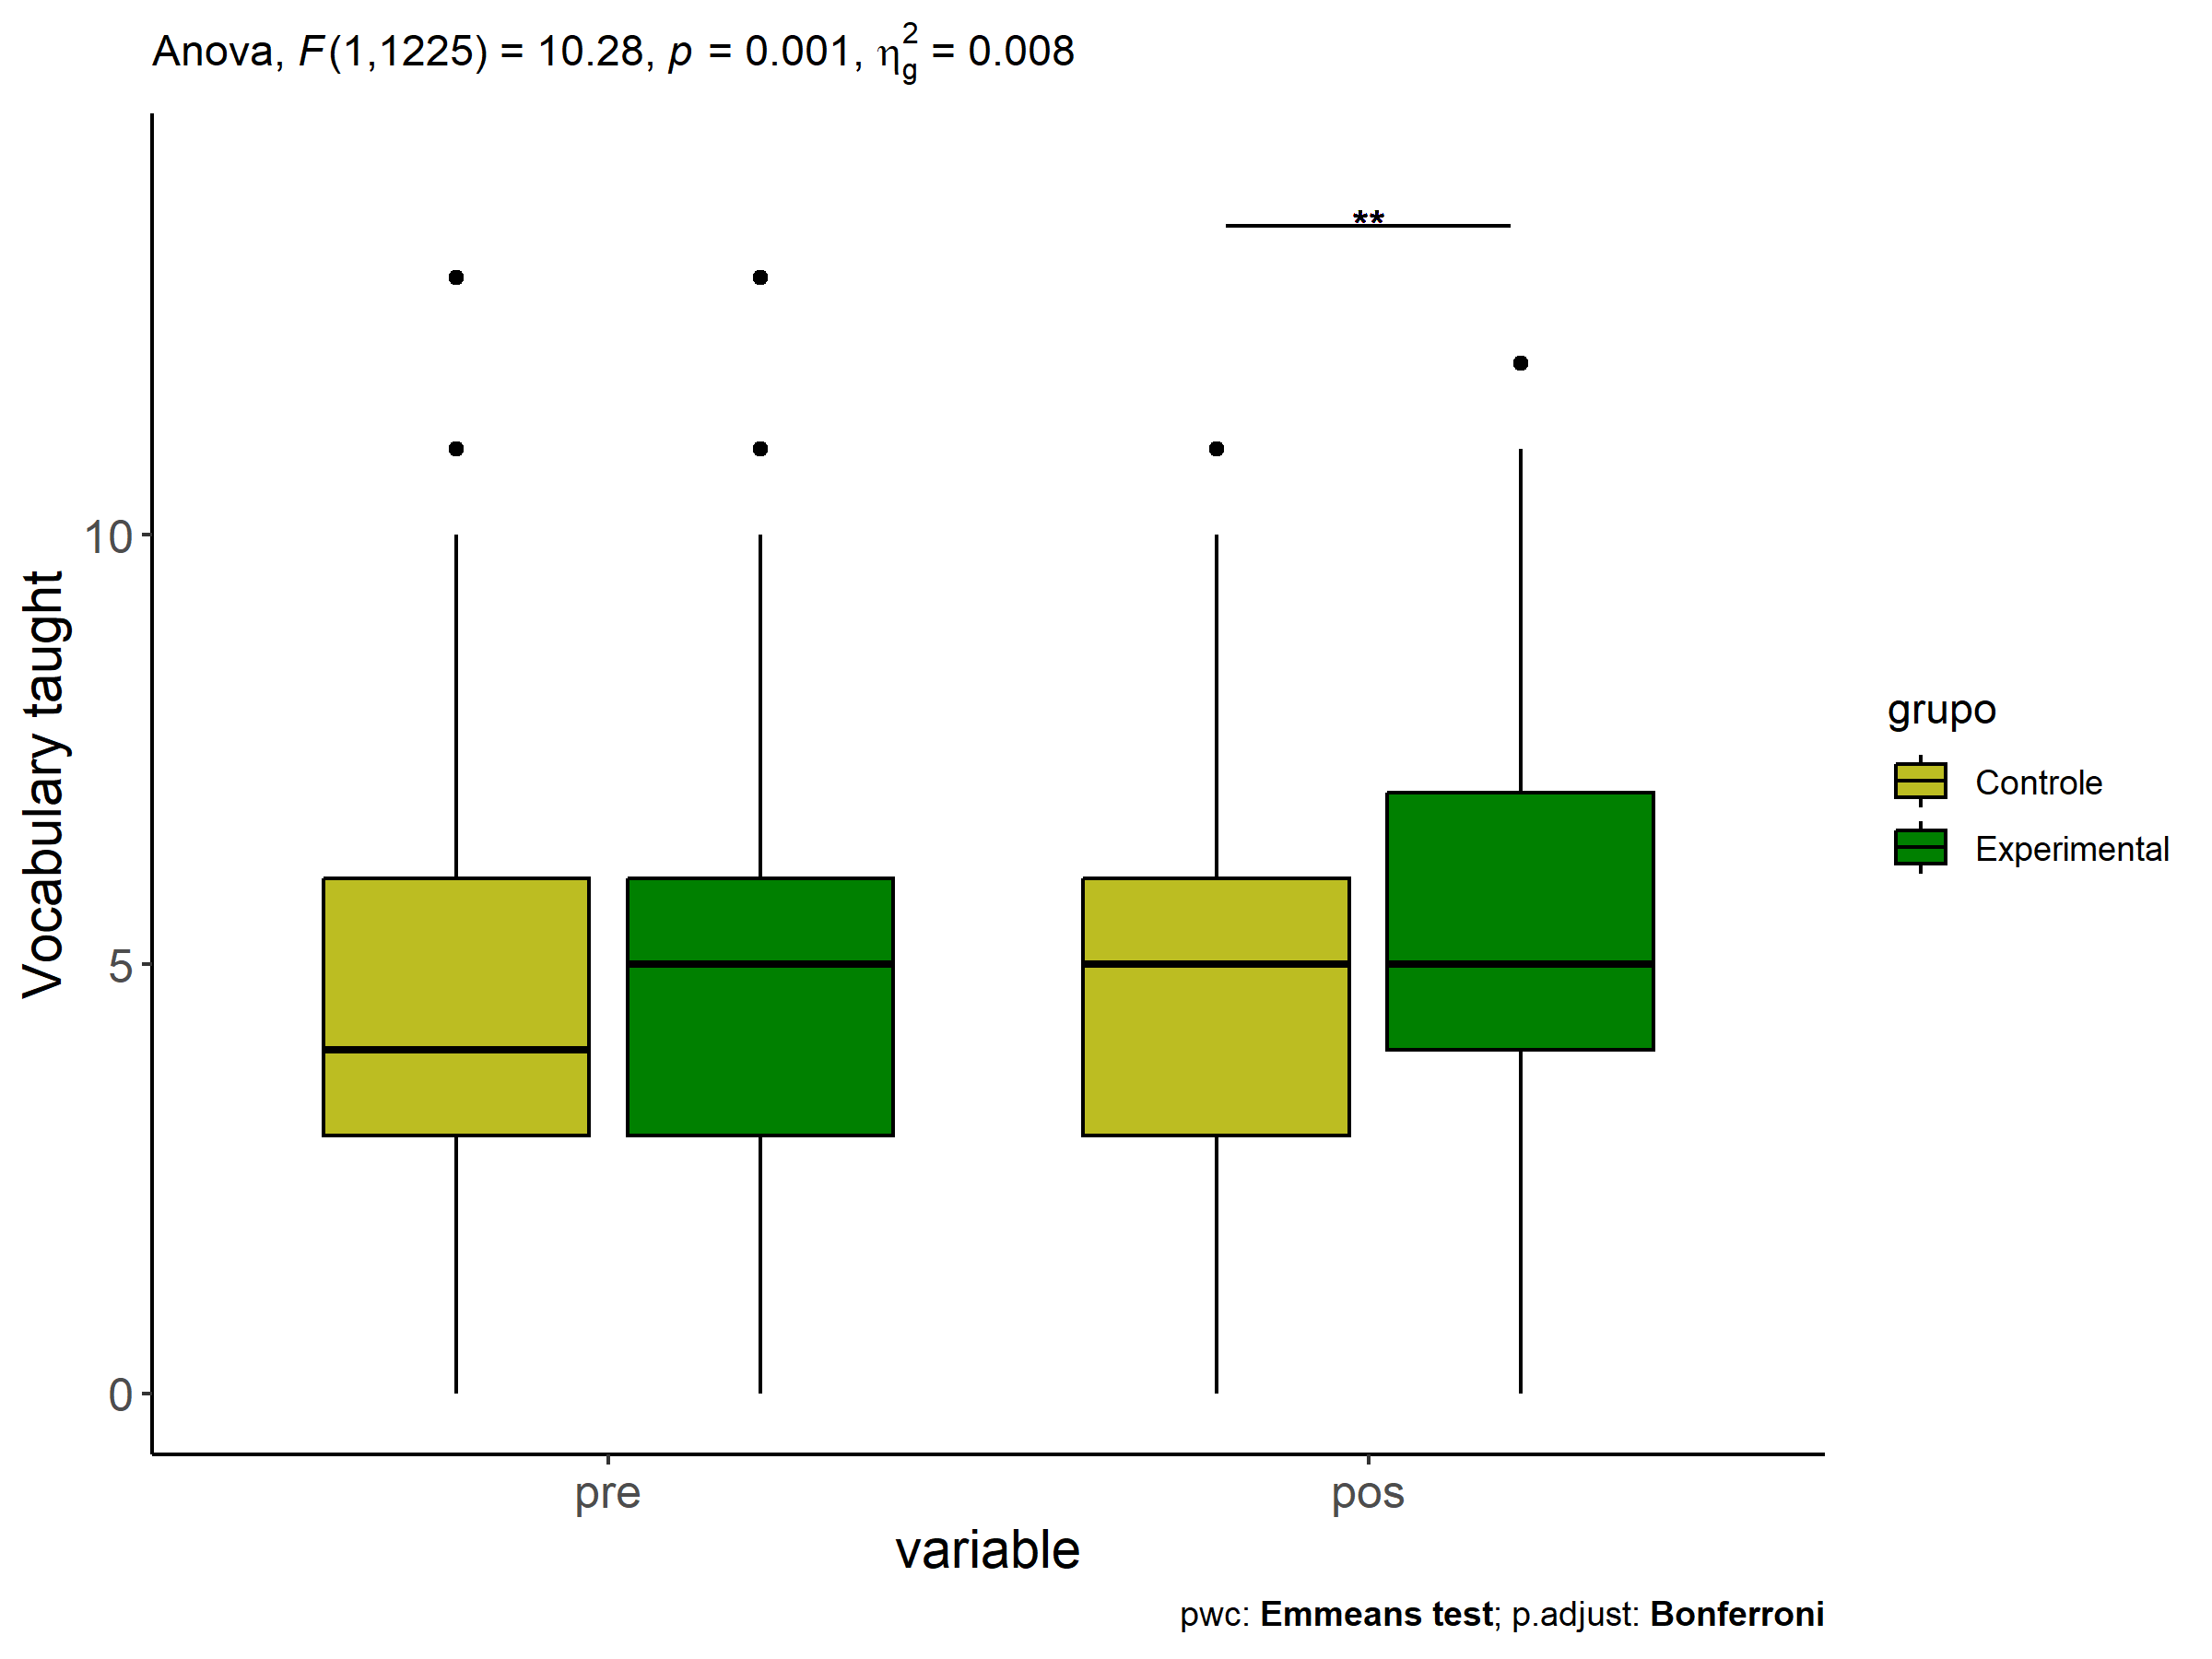 Anova, F(1,1225) = 10.28, p = 0.001, η²g = 0.008
**
10
5
0
Vocabulary taught
pre
pos
variable
grupo
Controle
Experimental
pwc: Emmeans test; p.adjust: Bonferroni